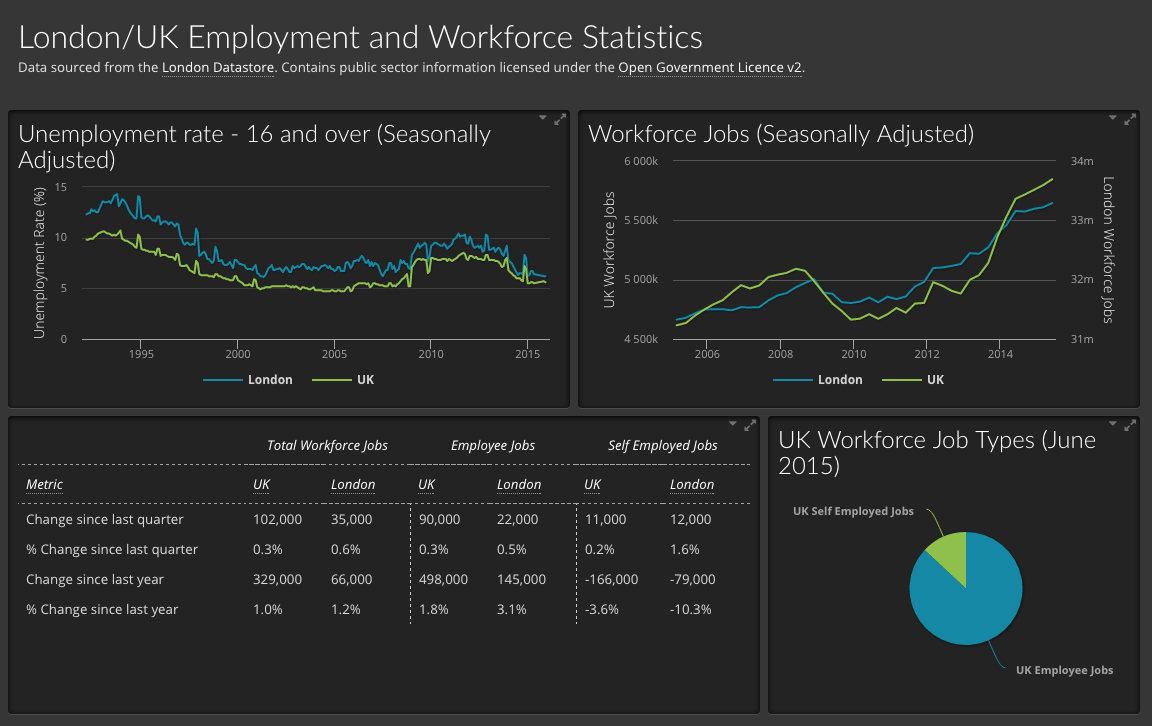 London/UK Employment and Workforce Statistics
Data sourced from the London Datastore. Contains public sector information licensed under the Open Government Licence v2.
Unemployment rate - 16 and over (Seasonally
Adjusted)
Unemployment Rate (%)
15
10
5
0
1995 2000 2005 2010 2015
London UK
Workforce Jobs (Seasonally Adjusted)
UK Workforce Jobs
6 000k
5 500k
5 000k
4 500k
34m
33m
32m
31m
London Workforce Jobs
2006 2008 2010 2012 2014
London UK
Total Workforce Jobs Employee Jobs Self Employed Jobs
Metric UK London UK London UK London
Change since last quarter 102,000 35,000 90,000 22,000 11,000 12,000
% Change since last quarter 0.3% 0.6% 0.3% 0.5% 0.2% 1.6%
Change since last year 329,000 66,000 498,000 145,000 -166,000 -79,000
% Change since last year 1.0% 1.2% 1.8% 3.1% -3.6% -10.3%
UK Workforce Job Types (June
2015)
UK Self Employed Jobs
UK Employee Jobs